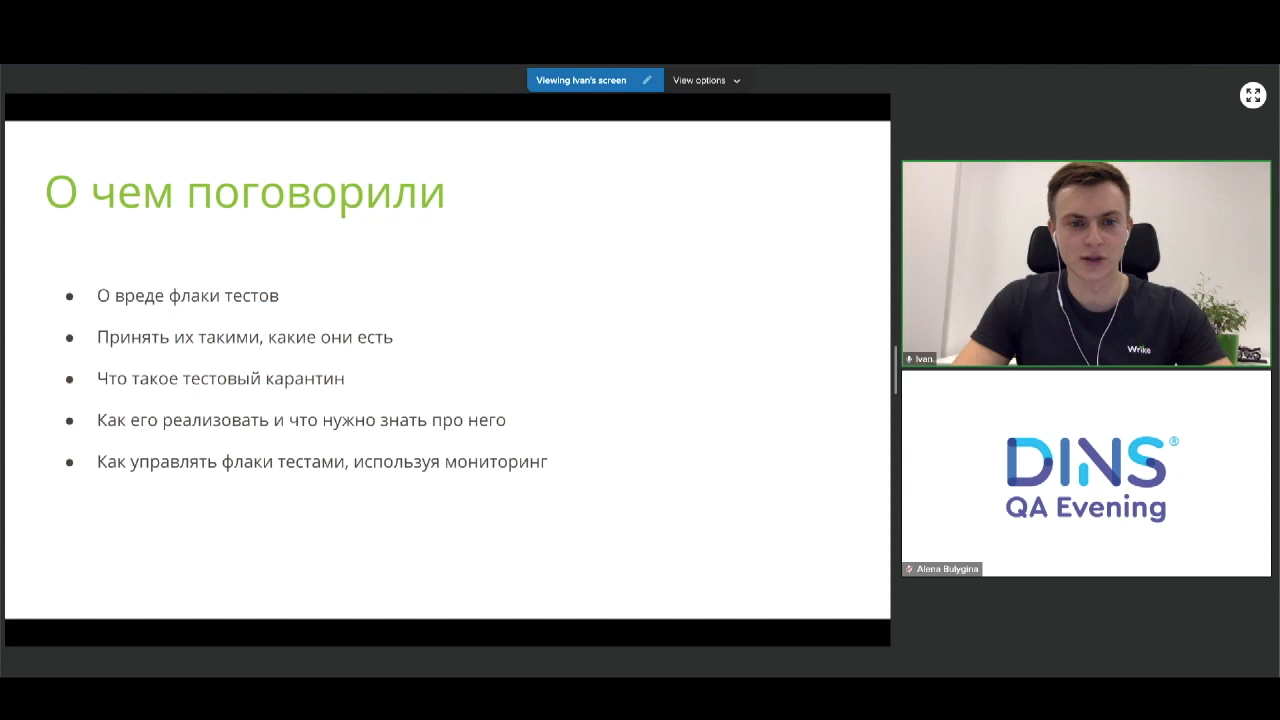 Viewing Ivan's screen
View options
О чем поговорили
● О вреде флаки тестов
● Принять их такими, какие они есть
● Что такое тестовый карантин
● Как его реализовать и что нужно знать про него
● Как управлять флаки тестами, используя мониторинг
Wrike
Ivan
DINS®
QA Evening
Alena Bulygina